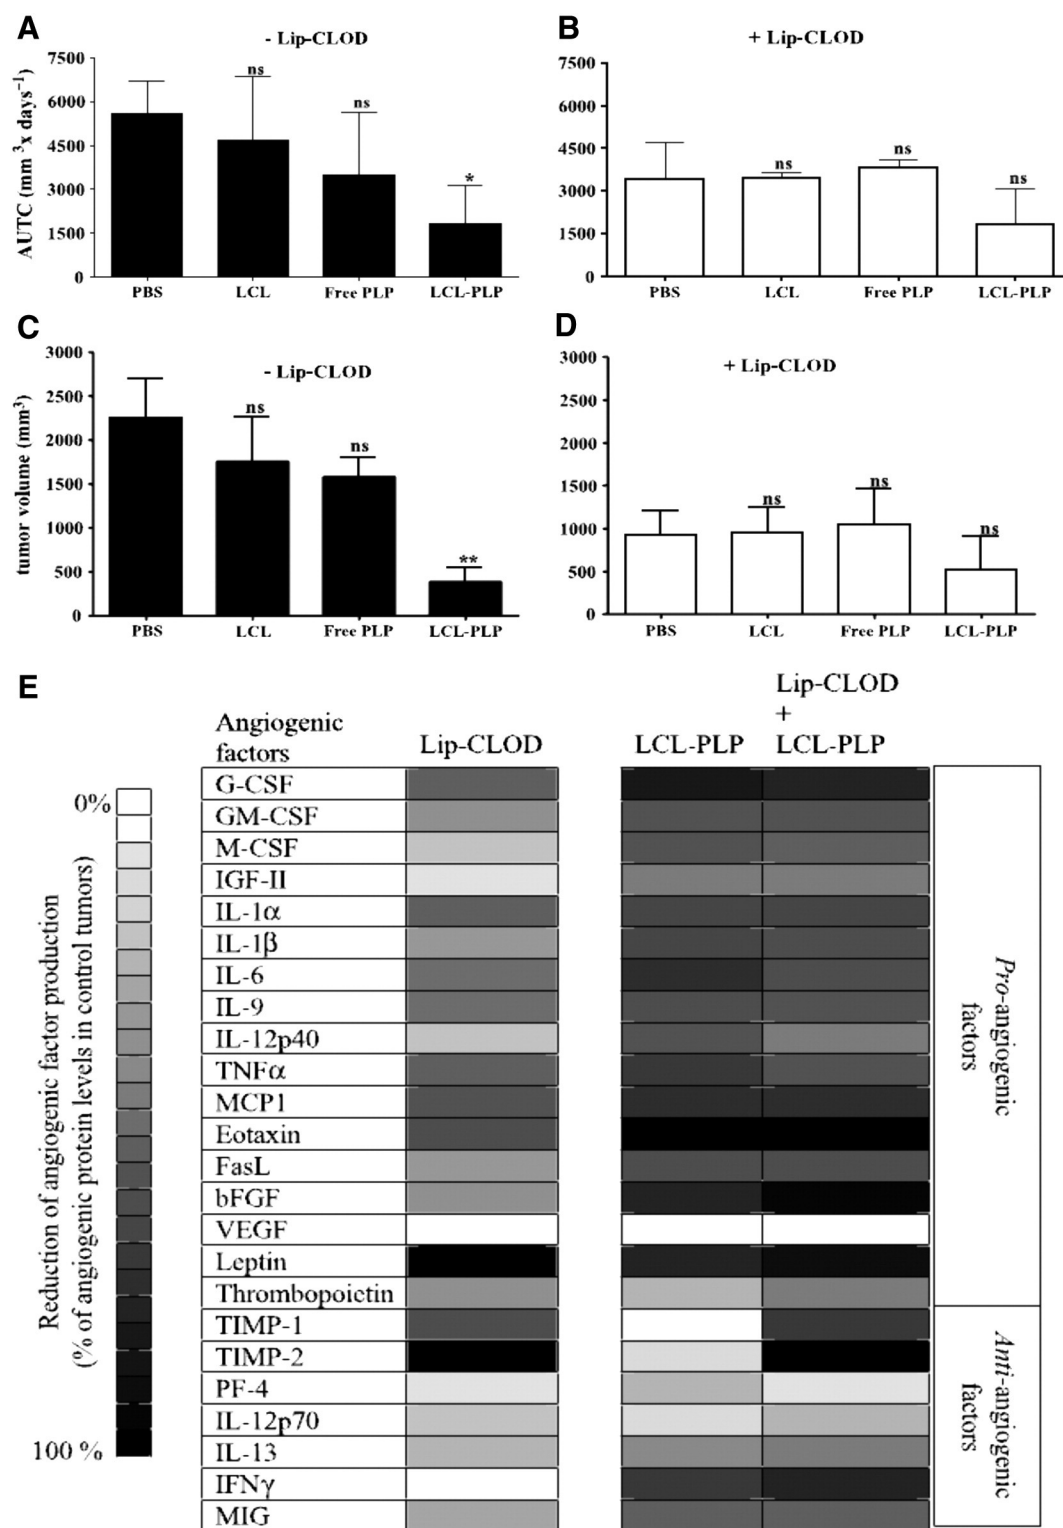 A
- Lip-CLOD
AUTC (mm³x days⁻¹)
7500
6000
4500
3000
1500
0
ns
ns
*
PBS
LCL
Free PLP
LCL-PLP
B
+ Lip-CLOD
7500
6000
4500
3000
1500
0
ns
ns
ns
PBS
LCL
Free PLP
LCL-PLP
C
- Lip-CLOD
tumor volume (mm³)
3000
2500
2000
1500
1000
500
0
ns
ns
**
PBS
LCL
Free PLP
LCL-PLP
D
+ Lip-CLOD
3000
2500
2000
1500
1000
500
0
ns
ns
ns
PBS
LCL
Free PLP
LCL-PLP
E
Reduction of angiogenic factor production
(% of angiogenic protein levels in control tumors)
0%
100 %
Angiogenic
factors
Lip-CLOD
LCL-PLP
Lip-CLOD
+
LCL-PLP
G-CSF
GM-CSF
M-CSF
IGF-II
IL-1α
IL-1β
IL-6
IL-9
IL-12p40
TNFα
MCP1
Eotaxin
FasL
bFGF
VEGF
Leptin
Thrombopoietin
TIMP-1
TIMP-2
PF-4
IL-12p70
IL-13
IFNγ
MIG
Pro-angiogenic
factors
Anti-angiogenic
factors